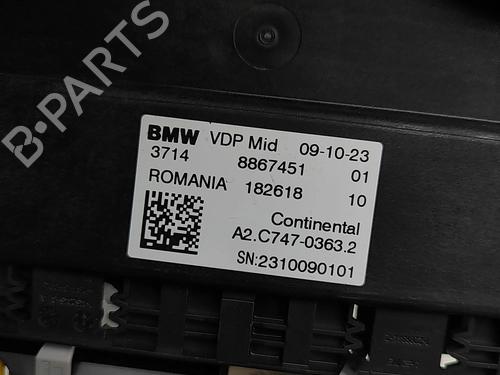 B-PARTS
BMW VDP Mid 09-10-23
3714 8867451 01
ROMANIA 182618 10
Continental
A2.C747-0363.2
SN:2310090101